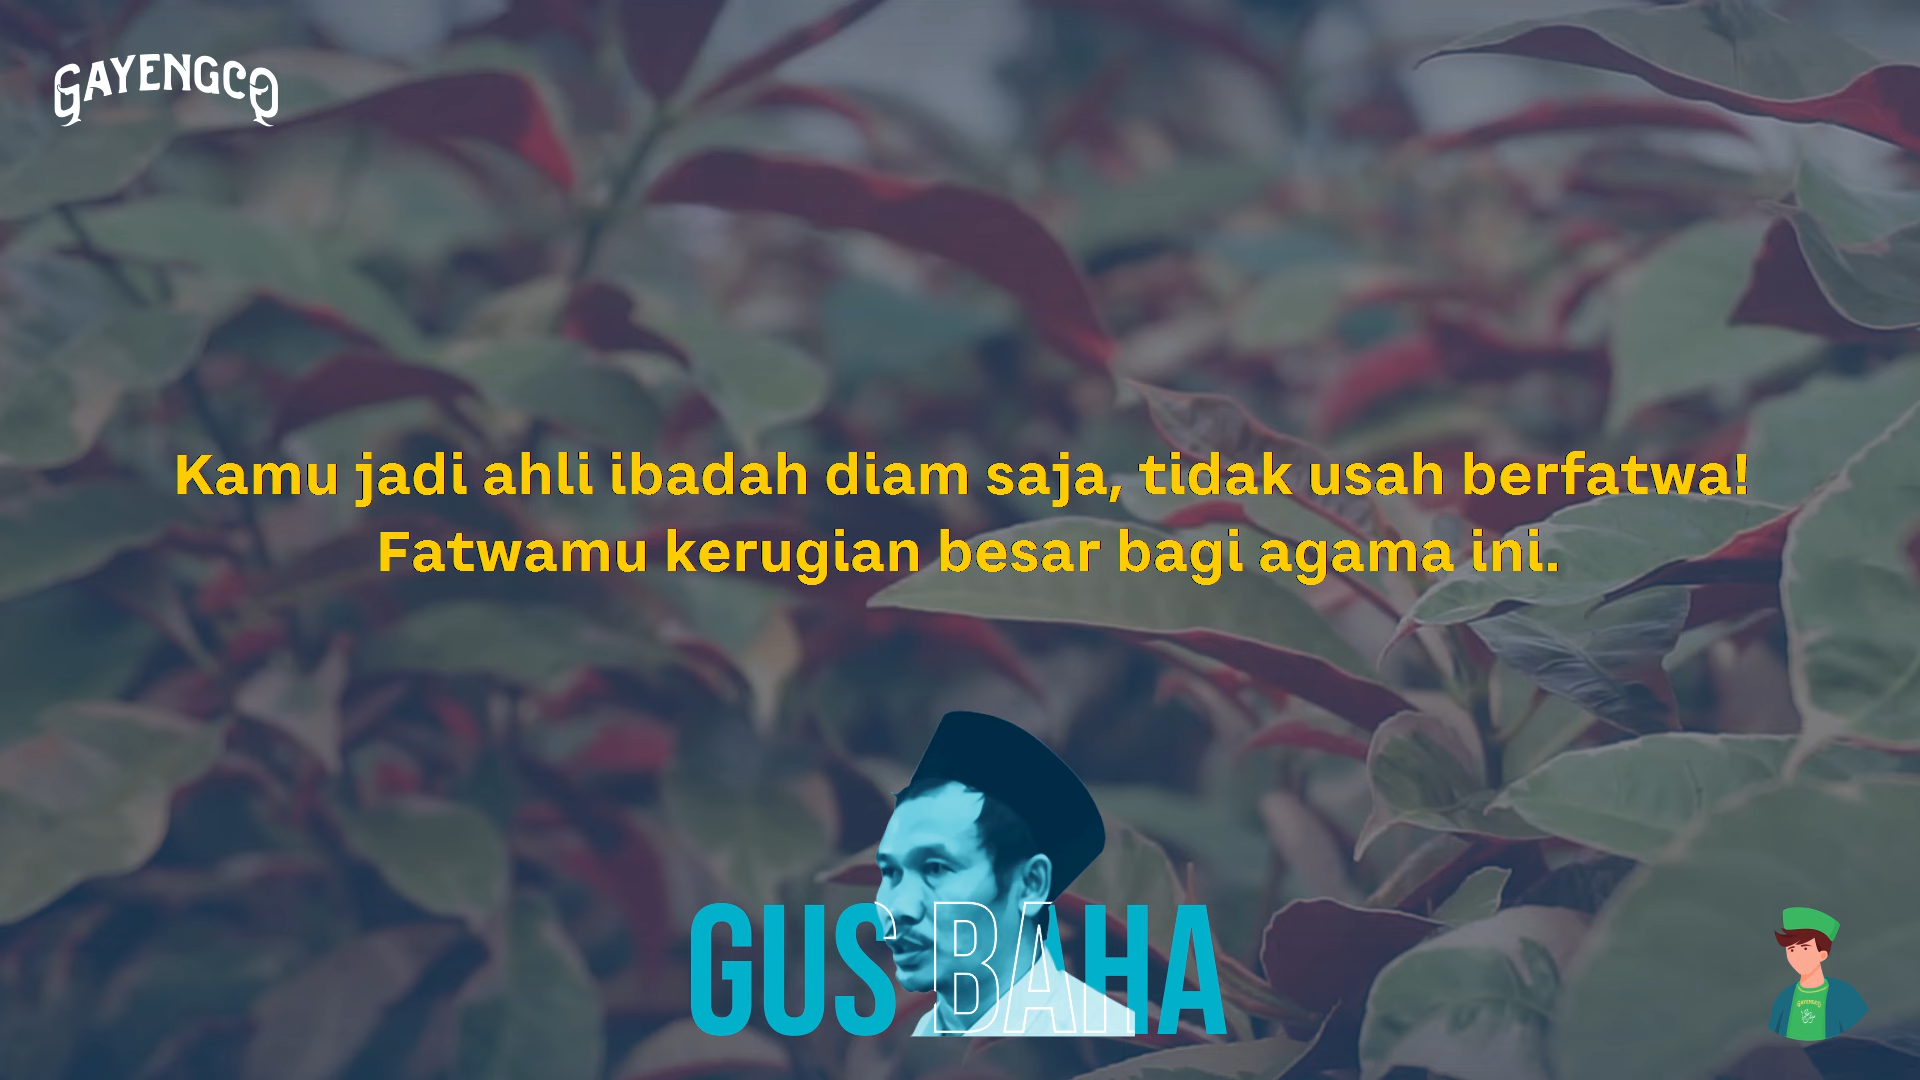 GAYENGCO
Kamu jadi ahli ibadah diam saja, tidak usah berfatwa!
Fatwamu kerugian besar bagi agama ini.
GUS BAHA